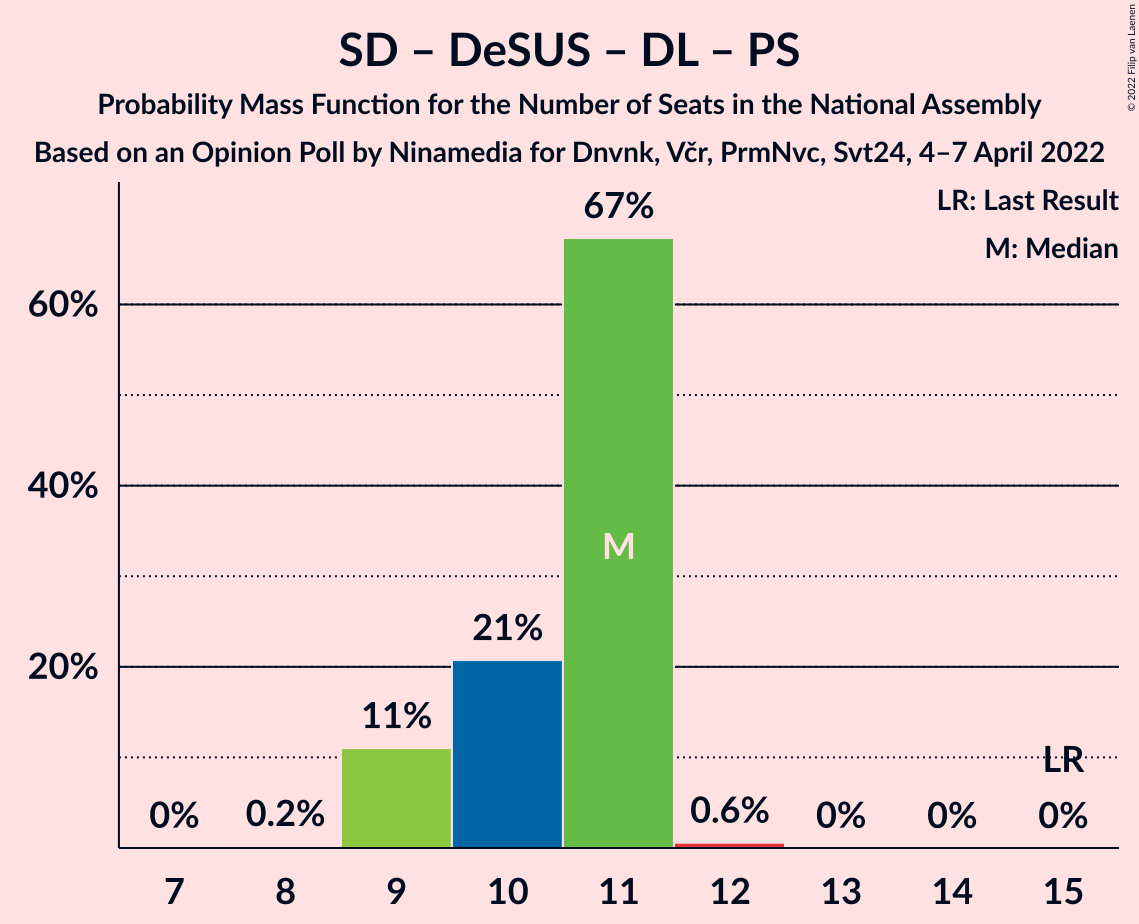 SD – DeSUS – DL – PS
Probability Mass Function for the Number of Seats in the National Assembly
Based on an Opinion Poll by Ninamedia for Dnvnk, Včr, PrmNvc, Svt24, 4–7 April 2022
© 2022 Filip van Laenen
LR: Last Result
M: Median
67%
60%
40%
M
21%
20%
11%
LR
0% 0.2% 0.6% 0% 0% 0%
7 8 9 10 11 12 13 14 15